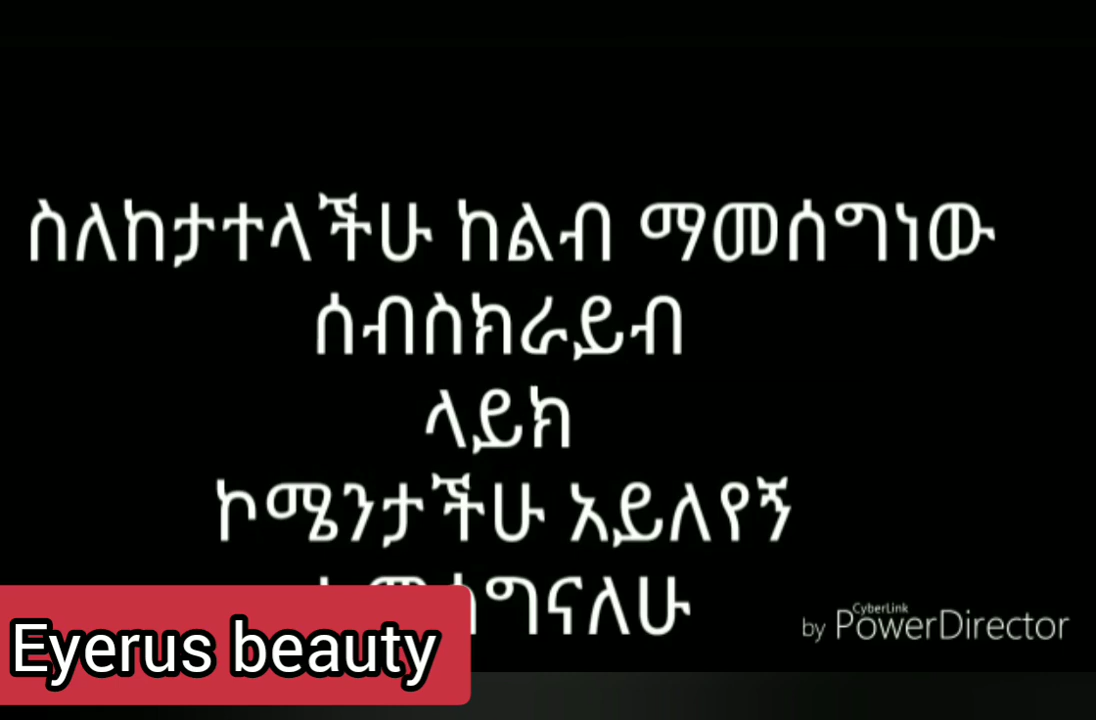 ስለከታተላችሁ ከልብ ማመሰግነው
ሰብስክራይብ
ላይክ
ኮሜንታችሁ አይለየኝ
Eyerus beauty
by CyberLink PowerDirector